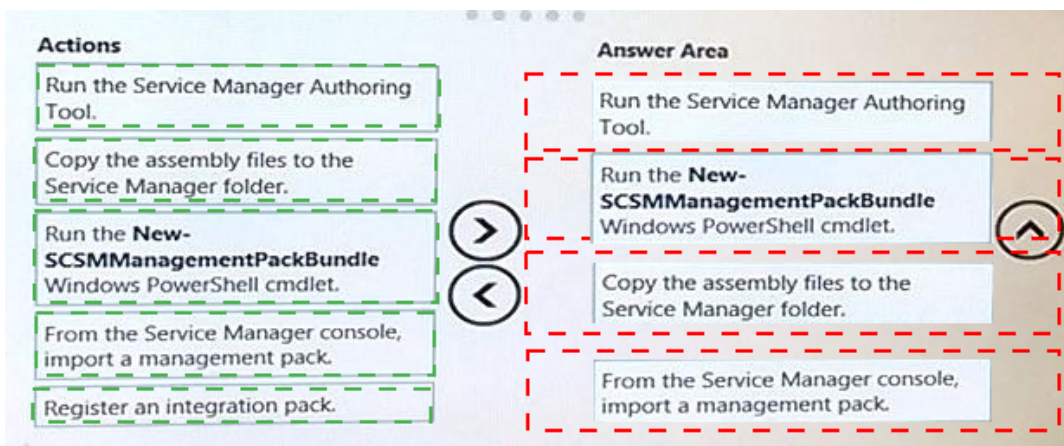 Actions
Run the Service Manager Authoring
Tool.
Copy the assembly files to the
Service Manager folder.
Run the New-
SCSMManagementPackBundle
Windows PowerShell cmdlet.
From the Service Manager console,
import a management pack.
Register an integration pack.
Answer Area
Run the Service Manager Authoring
Tool.
Run the New-
SCSMManagementPackBundle
Windows PowerShell cmdlet.
Copy the assembly files to the
Service Manager folder.
From the Service Manager console,
import a management pack.